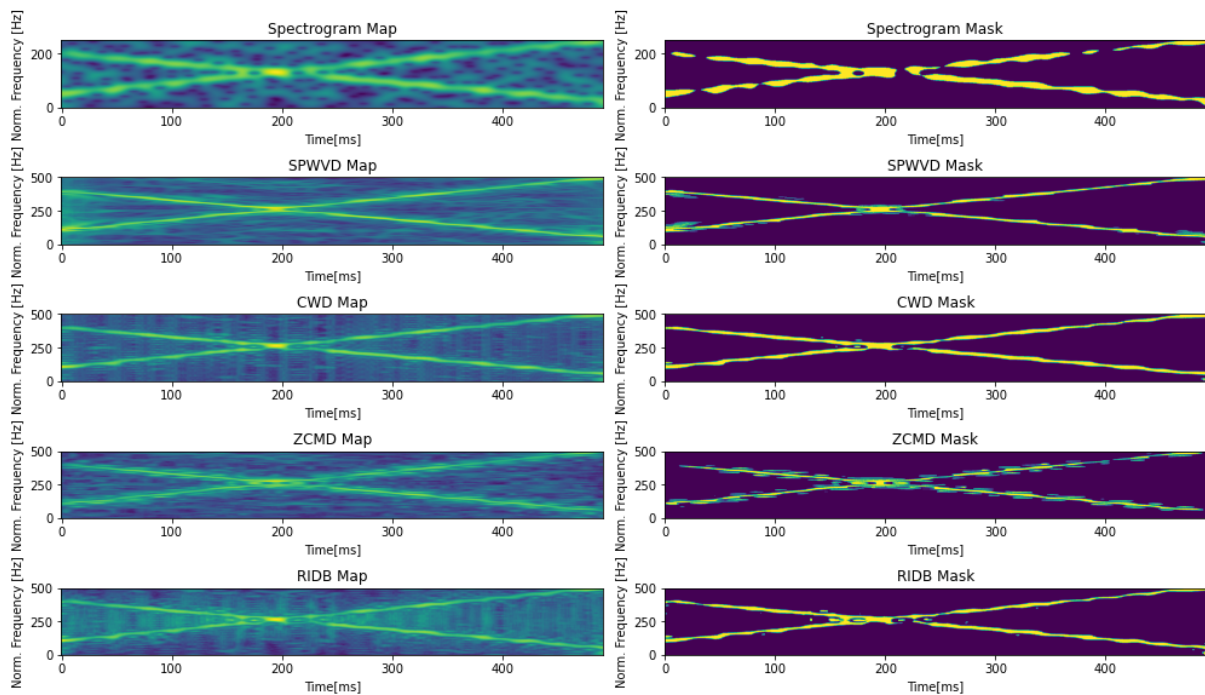 Spectrogram Map
Norm. Frequency [Hz]
200
0
0 100 200 300 400
Time[ms]
Spectrogram Mask
Norm. Frequency [Hz]
200
0
0 100 200 300 400
Time[ms]
SPWVD Map
Norm. Frequency [Hz]
500
250
0
0 100 200 300 400
Time[ms]
SPWVD Mask
Norm. Frequency [Hz]
500
250
0
0 100 200 300 400
Time[ms]
CWD Map
Norm. Frequency [Hz]
500
250
0
0 100 200 300 400
Time[ms]
CWD Mask
Norm. Frequency [Hz]
500
250
0
0 100 200 300 400
Time[ms]
ZCMD Map
Norm. Frequency [Hz]
500
250
0
0 100 200 300 400
Time[ms]
ZCMD Mask
Norm. Frequency [Hz]
500
250
0
0 100 200 300 400
Time[ms]
RIDB Map
Norm. Frequency [Hz]
500
250
0
0 100 200 300 400
Time[ms]
RIDB Mask
Norm. Frequency [Hz]
500
250
0
0 100 200 300 400
Time[ms]